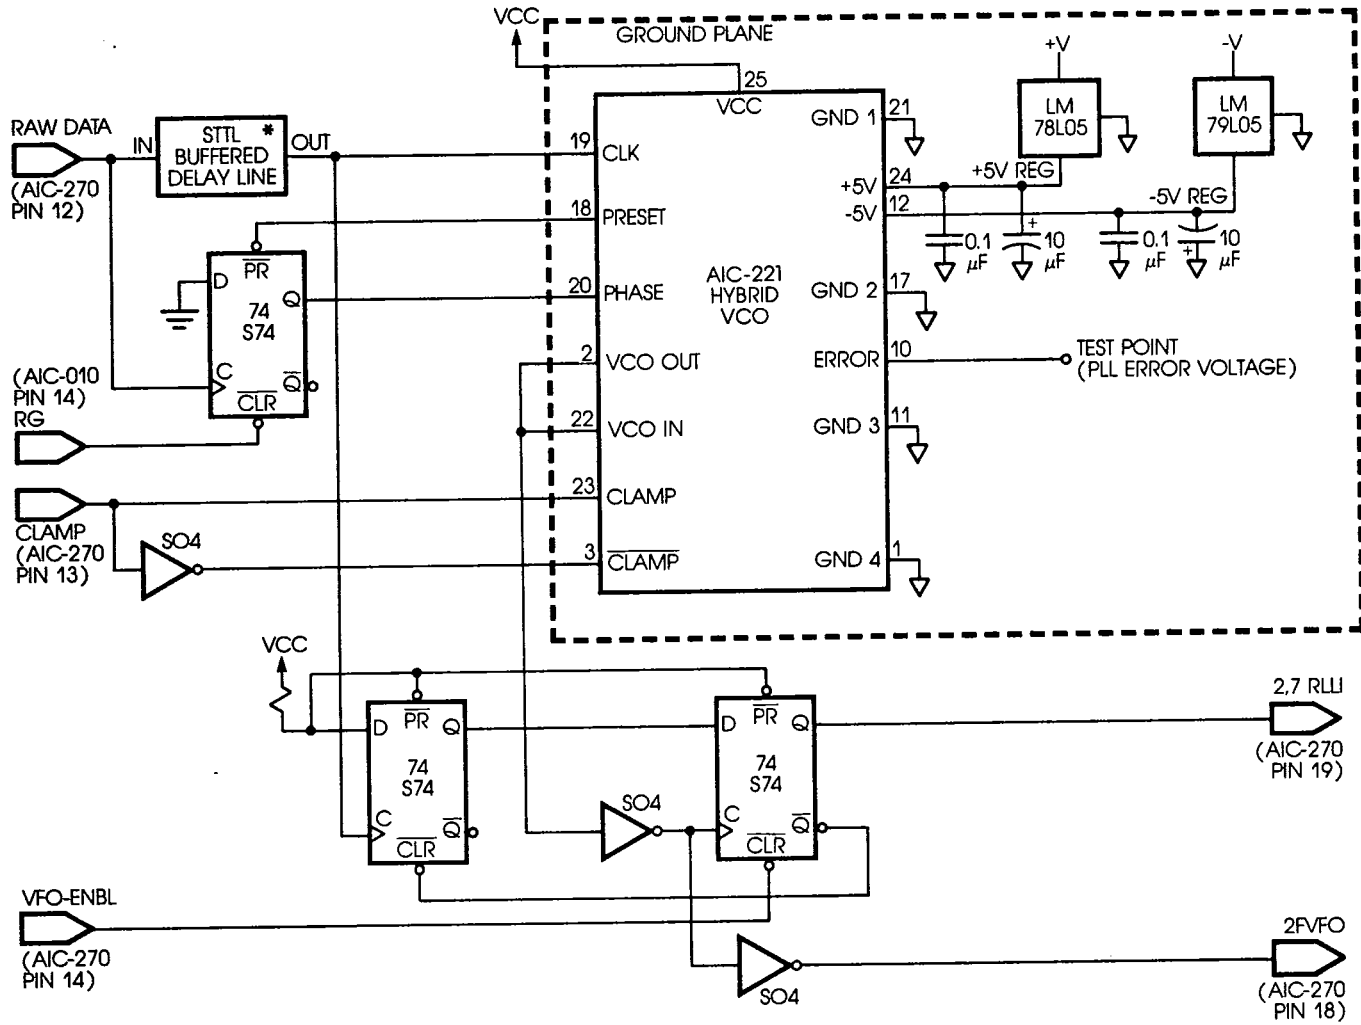 VCC
GROUND PLANE
+V
-V
25
VCC
LM
78L05
LM
79L05
RAW DATA
IN
STTL *
BUFFERED
DELAY LINE
OUT
(AIC-270
PIN 12)
19
CLK
GND 1
21
+5V
24
+5V REG
-5V
12
-5V REG
18
PRESET
+
0.1
µF
10
µF
0.1
µF
+
10
µF
PR
D
Q
74
S74
C
Q
CLR
20
PHASE
AIC-221
HYBRID
VCO
GND 2
17
2
VCO OUT
ERROR
10
TEST POINT
(PLL ERROR VOLTAGE)
(AIC-010
PIN 14)
RG
22
VCO IN
GND 3
11
23
CLAMP
CLAMP
(AIC-270
PIN 13)
SO4
3
CLAMP
GND 4
1
VCC
PR
D
Q
74
S74
C
Q
CLR
SO4
PR
D
Q
74
S74
C
Q
CLR
2,7 RLLI
(AIC-270
PIN 19)
VFO-ENBL
(AIC-270
PIN 14)
SO4
2FVFO
(AIC-270
PIN 18)